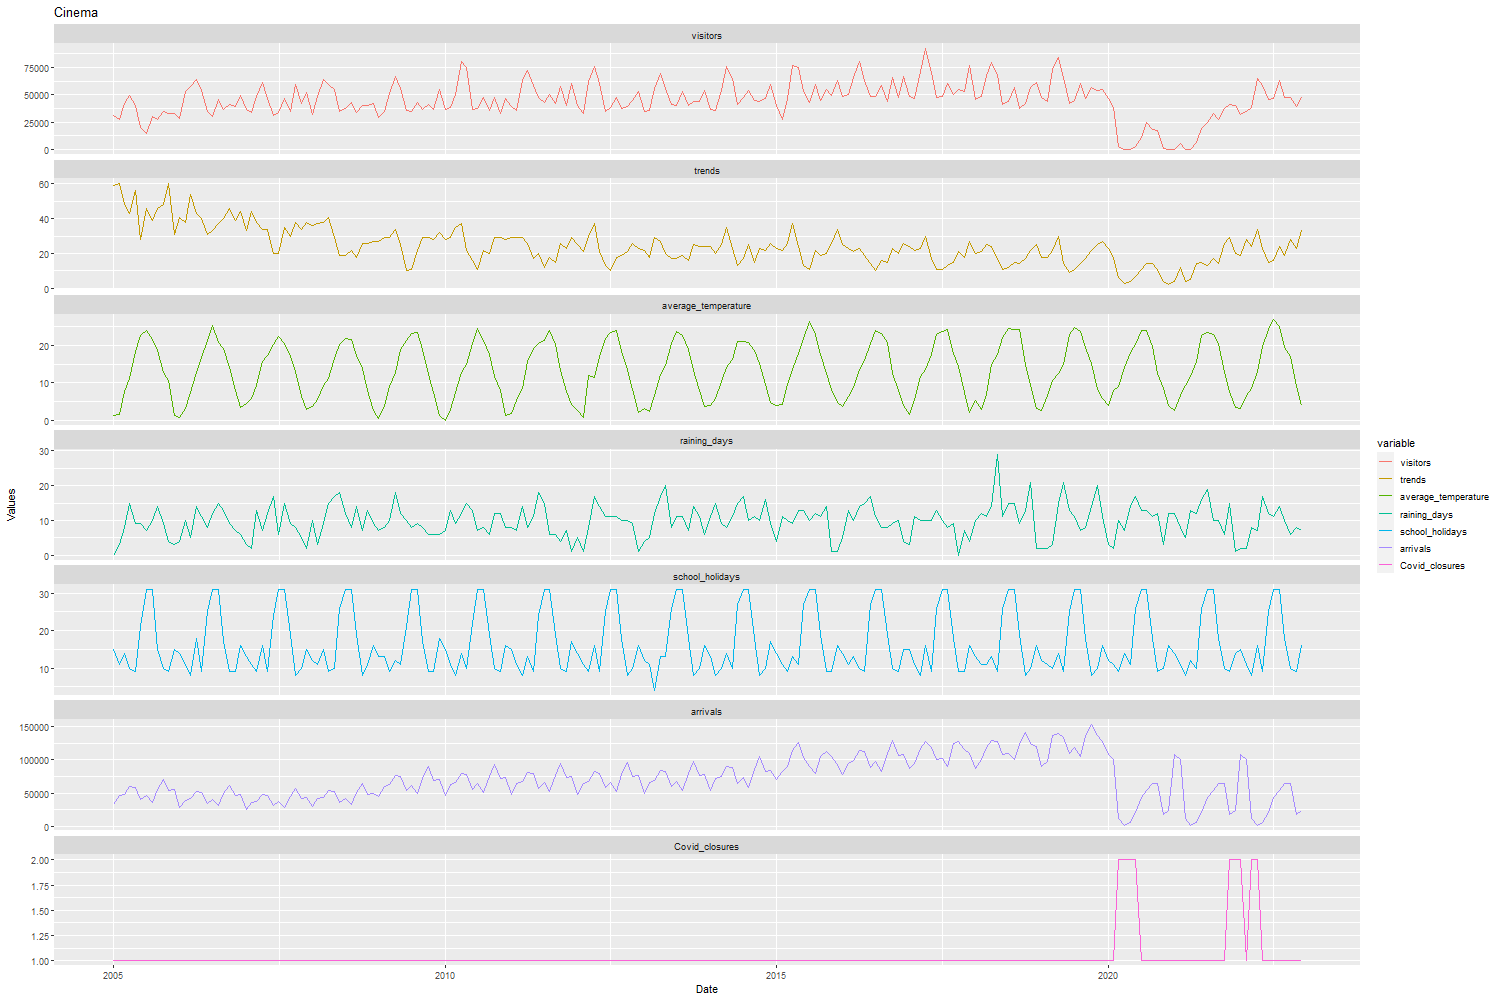 Cinema
visitors
75000
50000
25000
0
trends
60
40
20
0
average_temperature
20
10
0
raining_days
30
20
10
0
school_holidays
30
20
10
arrivals
150000
100000
50000
0
Covid_closures
2.00
1.75
1.50
1.25
1.00
2005
2010
2015
2020
Date
Values
variable
visitors
trends
average_temperature
raining_days
school_holidays
arrivals
Covid_closures